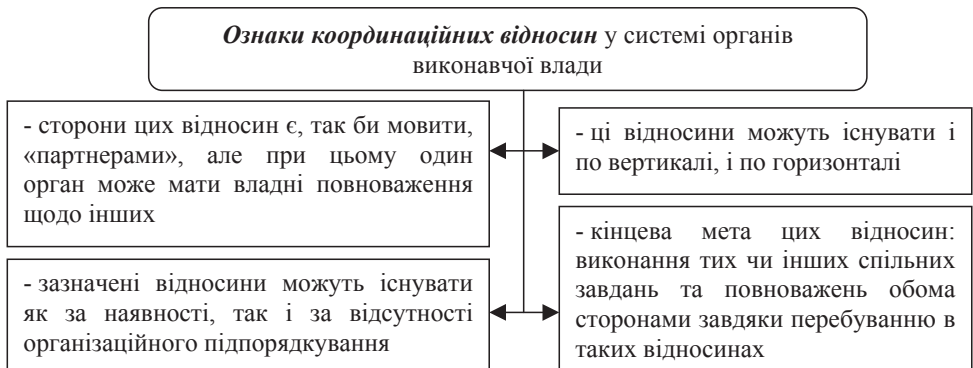 Ознаки координаційних відносин у системі органів
виконавчої влади
- сторони цих відносин є, так би мовити,
«партнерами», але при цьому один
орган може мати владні повноваження
щодо інших
- ці відносини можуть існувати і
по вертикалі, і по горизонталі
- зазначені відносини можуть існувати
як за наявності, так і за відсутності
організаційного підпорядкування
- кінцева мета цих відносин:
виконання тих чи інших спільних
завдань та повноважень обома
сторонами завдяки перебуванню в
таких відносинах